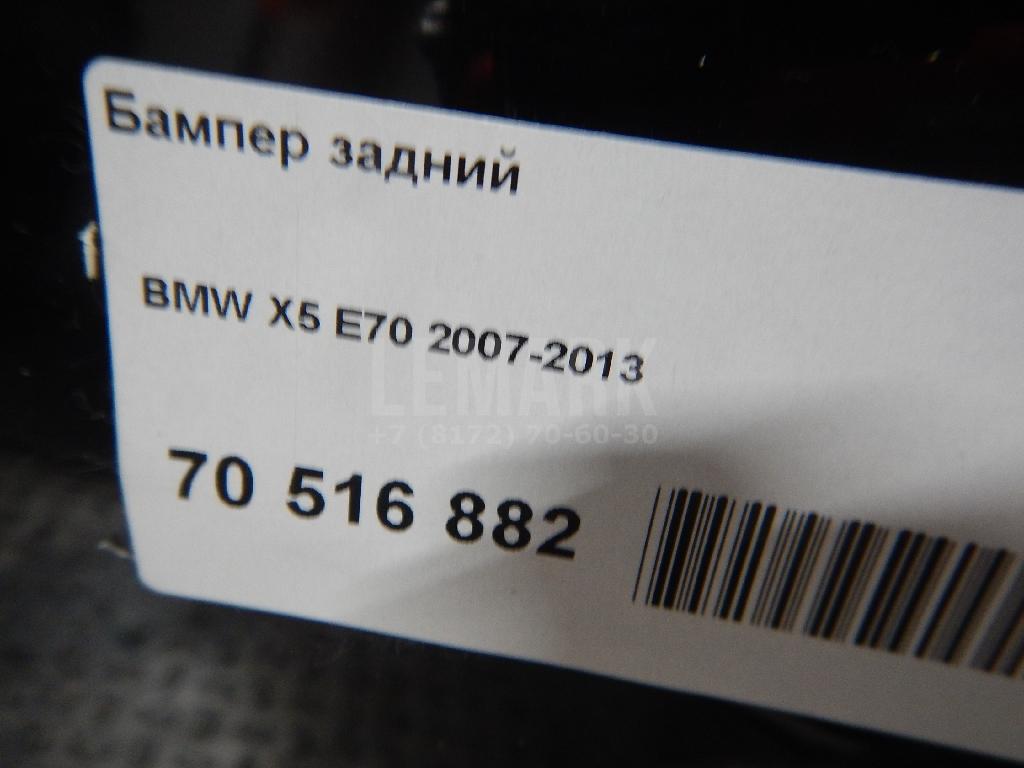 Бампер задний
BMW X5 E70 2007-2013
LEMARK
+7 (8172) 70-60-30
70 516 882